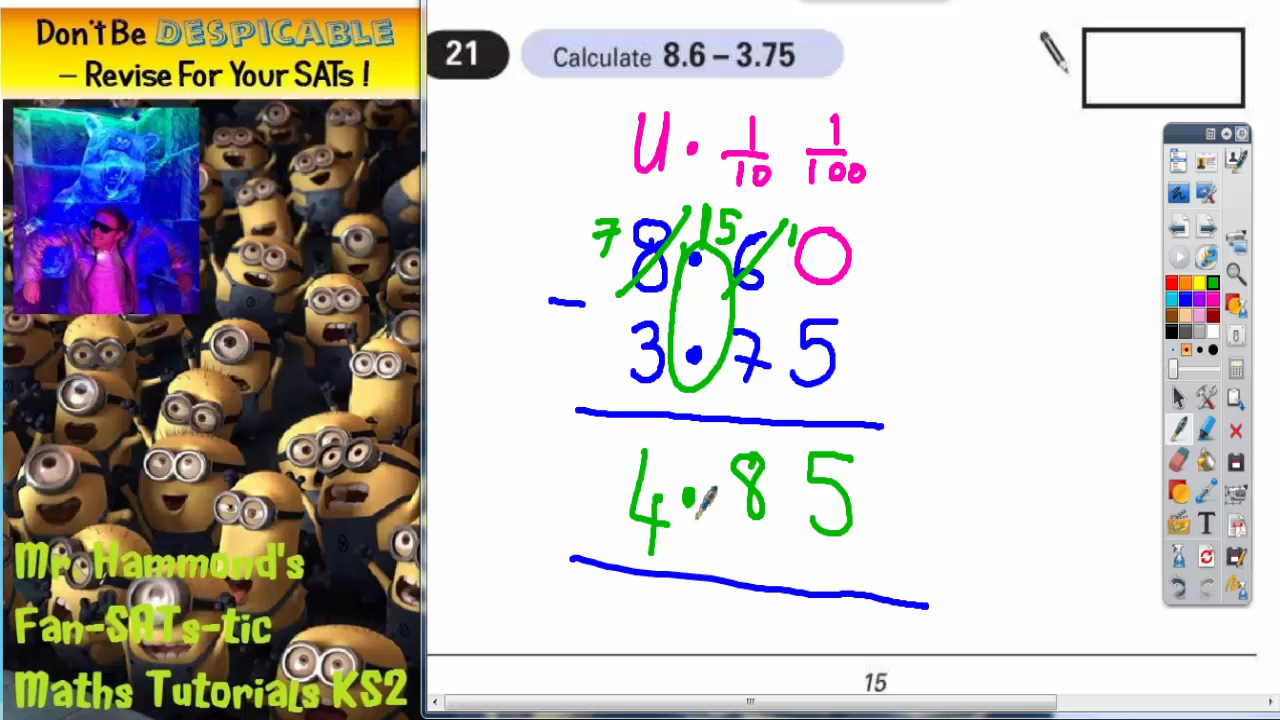 Don't Be DESPICABLE
– Revise For Your SATs !
Mr Hammond's
Fan-SATs-tic
Maths Tutorials KS2
21 Calculate 8.6 – 3.75
U . 1/10 1/100
7 8 . 15 6 1 0
– 3 . 7 5
4 . 8 5
15